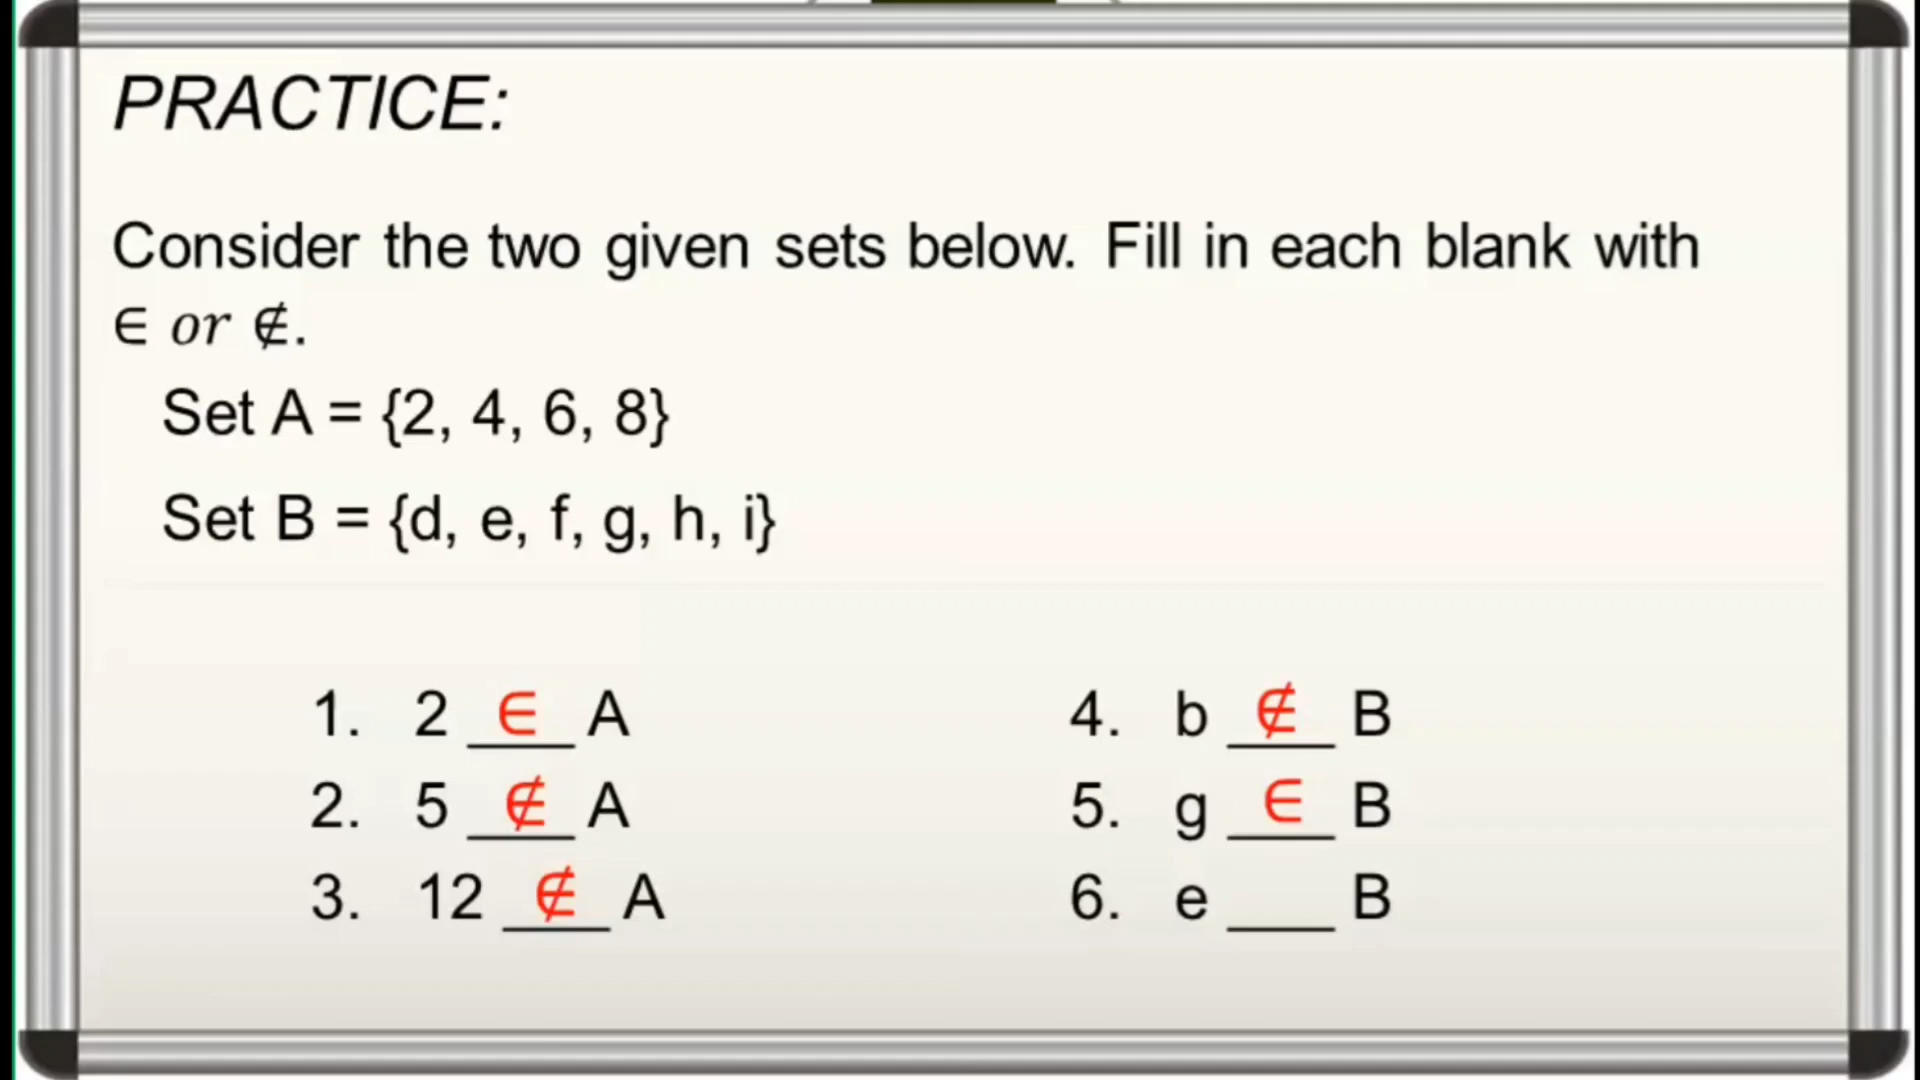 PRACTICE:
Consider the two given sets below. Fill in each blank with
∈ or ∉.
Set A = {2, 4, 6, 8}
Set B = {d, e, f, g, h, i}
1. 2 ∈ A
2. 5 ∉ A
3. 12 ∉ A
4. b ∉ B
5. g ∈ B
6. e ___ B